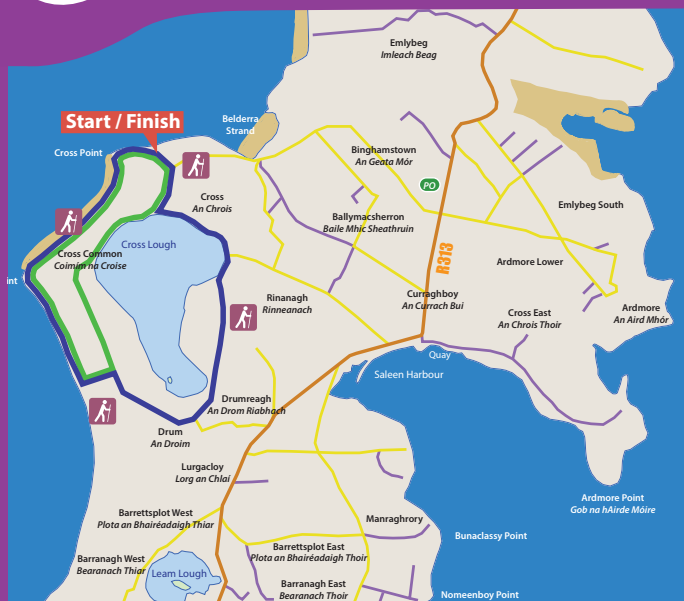 Emlybeg
Imleach Beag
Start / Finish
Belderra
Strand
Cross Point
Binghamstown
An Geata Mór
PO
Cross
An Chrois
Emlybeg South
Ballymacsherron
Baile Mhic Sheathruin
Cross Lough
Cross Common
Coimín na Croise
R313
Ardmore Lower
int
Rinanagh
Rinneanach
Curraghboy
An Currach Bui
Cross East
An Chrois Thoir
Ardmore
An Aird Mhór
Quay
Saleen Harbour
Drumreagh
An Drom Riabhach
Drum
An Droim
Lurgacloy
Lorg an Chlaí
Ardmore Point
Gob na hAirde Móire
Barrettsplot West
Plota an Bhairéadaigh Thiar
Manraghrory
Bunaclassy Point
Barrettsplot East
Plota an Bhairéadaigh Thoir
Barranagh West
Bearanach Thiar
Leam Lough
Barranagh East
Bearanach Thoir
Nomeenboy Point